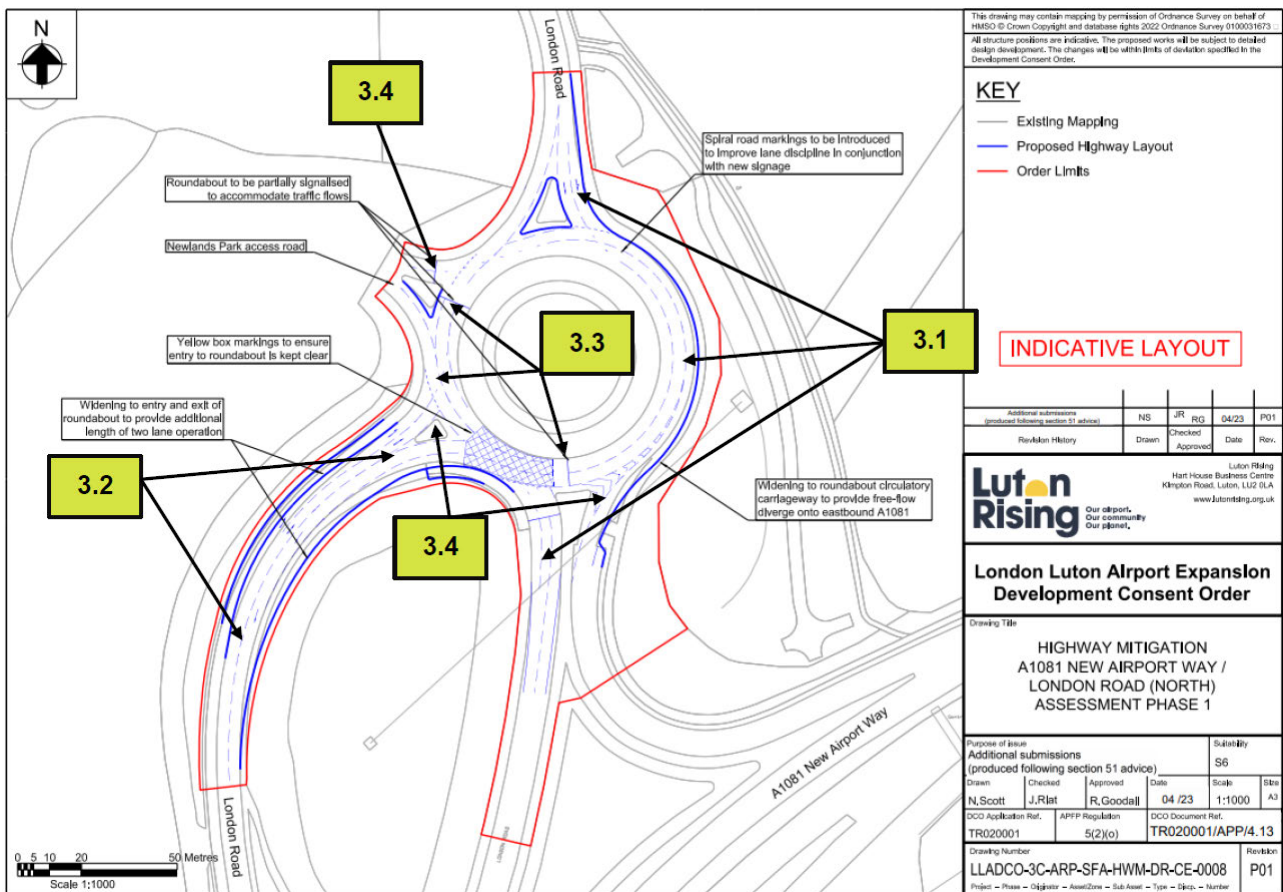 N
London Road
3.4
Spiral road markings to be introduced
to improve lane discipline in conjunction
with new signage
Roundabout to be partially signalised
to accommodate traffic flows
Newlands Park access road
3.3
3.1
Yellow box markings to ensure
entry to roundabout is kept clear
Widening to entry and exit of
roundabout to provide additional
length of two lane operation
3.2
3.4
Widening to roundabout circulatory
carriageway to provide free-flow
diverge onto eastbound A1081
A1081 New Airport Way
London Road
0 5 10 20 50 Metres
Scale 1:1000
This drawing may contain mapping by permission of Ordnance Survey on behalf of
HMSO © Crown Copyright and database rights 2022 Ordnance Survey 0100031673
All structure positions are indicative. The proposed works will be subject to detailed
design development. The changes will be within limits of deviation specified in the
Development Consent Order.
KEY
Existing Mapping
Proposed Highway Layout
Order Limits
INDICATIVE LAYOUT
Additional submissions
(produced following section 51 advice)
NS
JR
RG
04/23
P01
Revision History
Drawn
Checked
Approved
Date
Rev.
Luton
Rising
Our airport.
Our community
Our planet.
Luton Rising
Hart House Business Centre
Kimpton Road, Luton, LU2 0LA
www.lutonrising.org.uk
London Luton Airport Expansion
Development Consent Order
Drawing Title
HIGHWAY MITIGATION
A1081 NEW AIRPORT WAY /
LONDON ROAD (NORTH)
ASSESSMENT PHASE 1
Purpose of issue
Additional submissions
(produced following section 51 advice)
Suitability
S6
Drawn
N.Scott
Checked
J.Riat
Approved
R.Goodall
Date
04 /23
Scale
1:1000
Size
A3
DCO Application Ref.
TR020001
APFP Regulation
5(2)(o)
DCO Document Ref.
TR020001/APP/4.13
Drawing Number
LLADCO-3C-ARP-SFA-HWM-DR-CE-0008
Revision
P01
Project – Phase – Originator – Asset/Zone – Sub Asset – Type – Discp. – Number